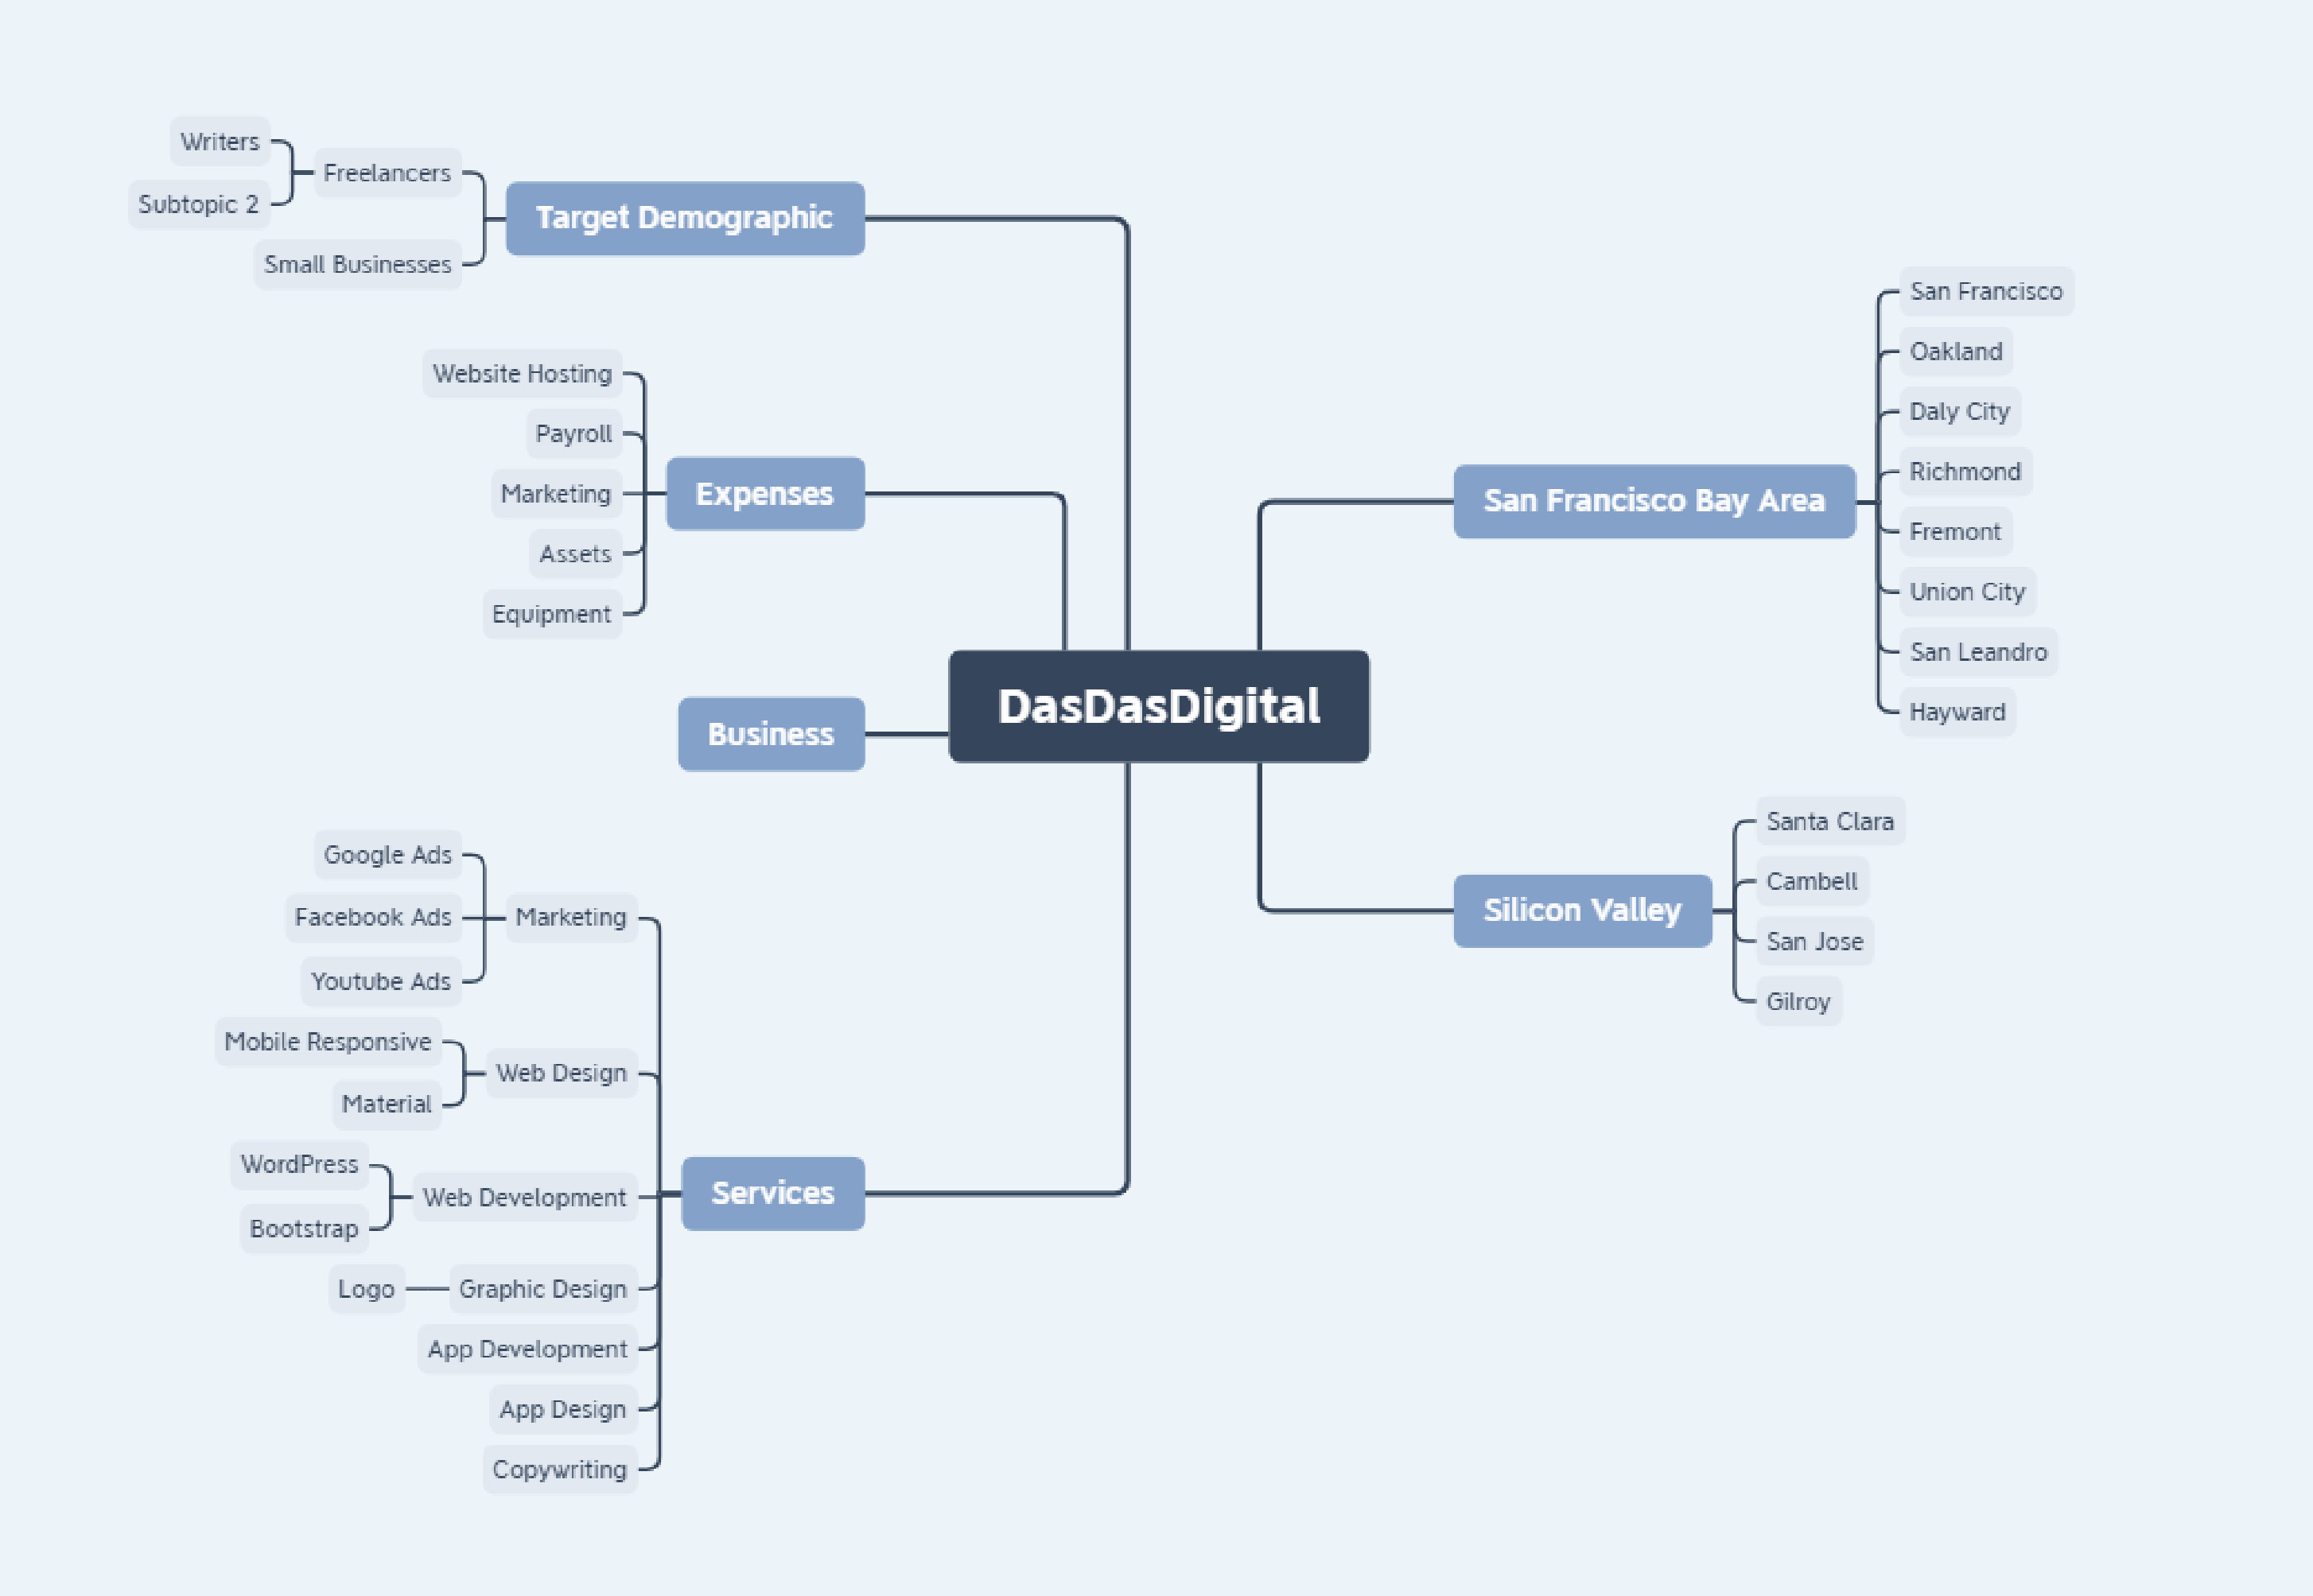 Writers
Subtopic 2
Freelancers
Small Businesses
Target Demographic
Website Hosting
Payroll
Marketing
Assets
Equipment
Expenses
Business
Google Ads
Facebook Ads
Youtube Ads
Marketing
Mobile Responsive
Material
Web Design
WordPress
Bootstrap
Web Development
Logo
Graphic Design
App Development
App Design
Copywriting
Services
DasDasDigital
San Francisco Bay Area
San Francisco
Oakland
Daly City
Richmond
Fremont
Union City
San Leandro
Hayward
Silicon Valley
Santa Clara
Cambell
San Jose
Gilroy